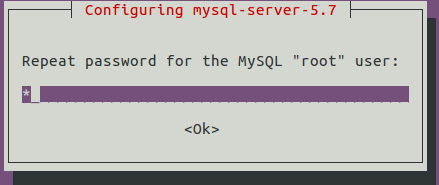 Configuring mysql-server-5.7
Repeat password for the MySQL "root" user:
*_
<Ok>